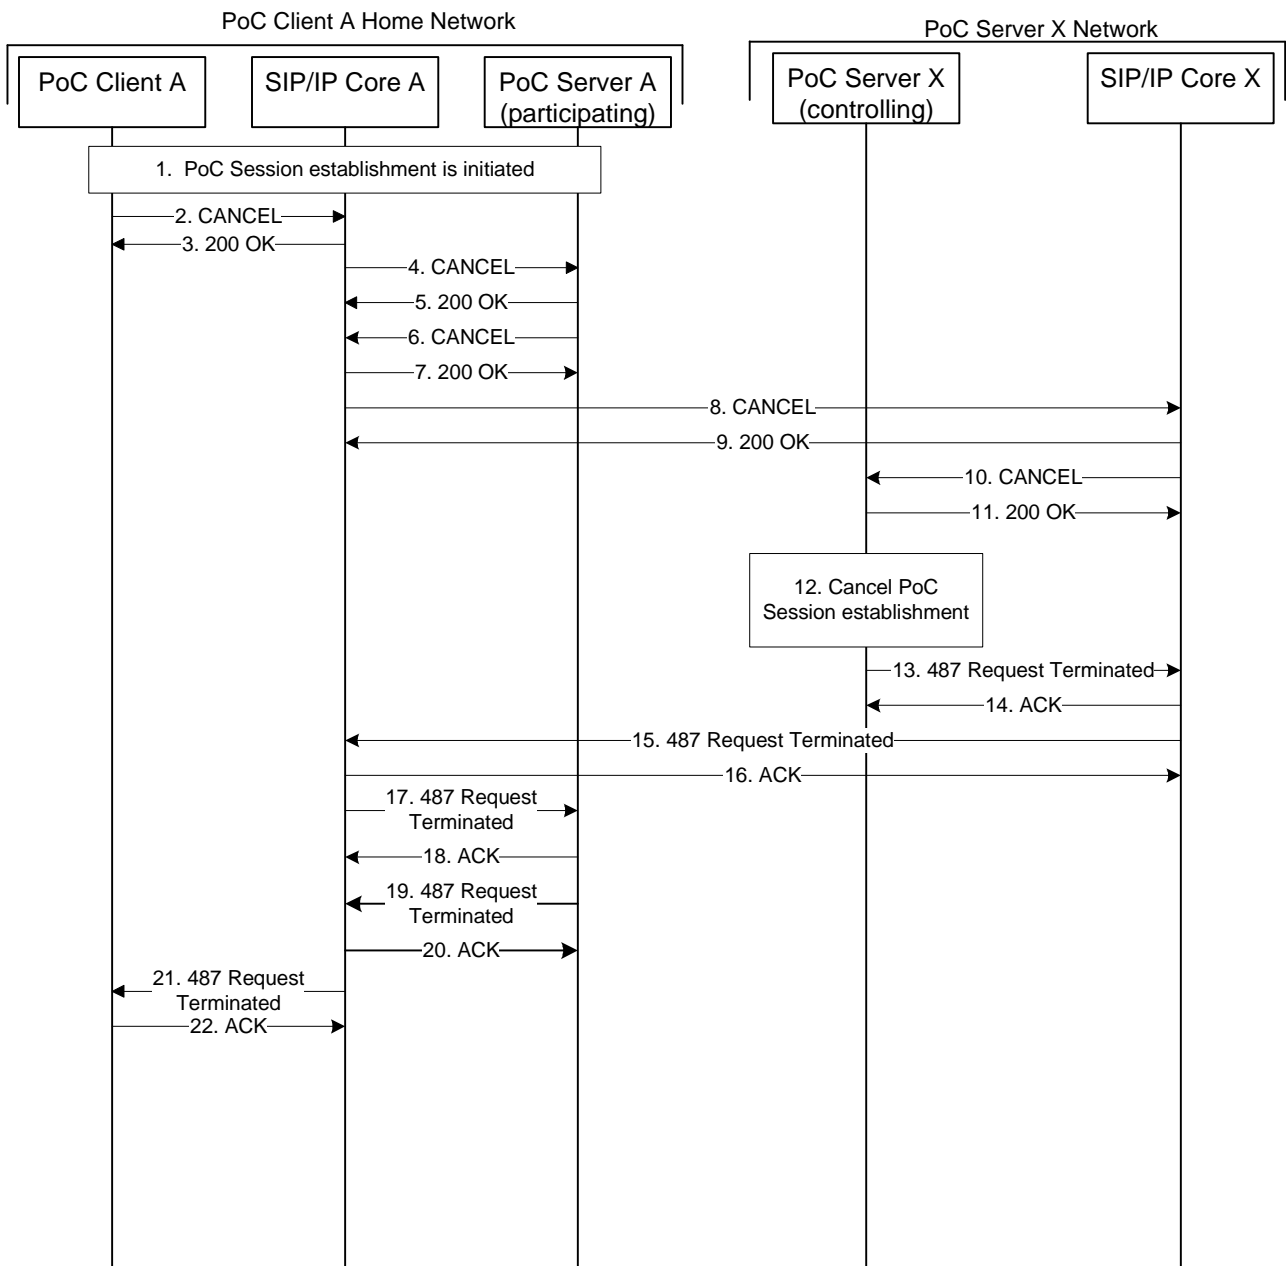 PoC Client A Home Network
PoC Server X Network
PoC Client A
SIP/IP Core A
PoC Server A
(participating)
PoC Server X
(controlling)
SIP/IP Core X
1. PoC Session establishment is initiated
2. CANCEL
3. 200 OK
4. CANCEL
5. 200 OK
6. CANCEL
7. 200 OK
8. CANCEL
9. 200 OK
10. CANCEL
11. 200 OK
12. Cancel PoC
Session establishment
13. 487 Request Terminated
14. ACK
15. 487 Request Terminated
16. ACK
17. 487 Request
Terminated
18. ACK
19. 487 Request
Terminated
20. ACK
21. 487 Request
Terminated
22. ACK